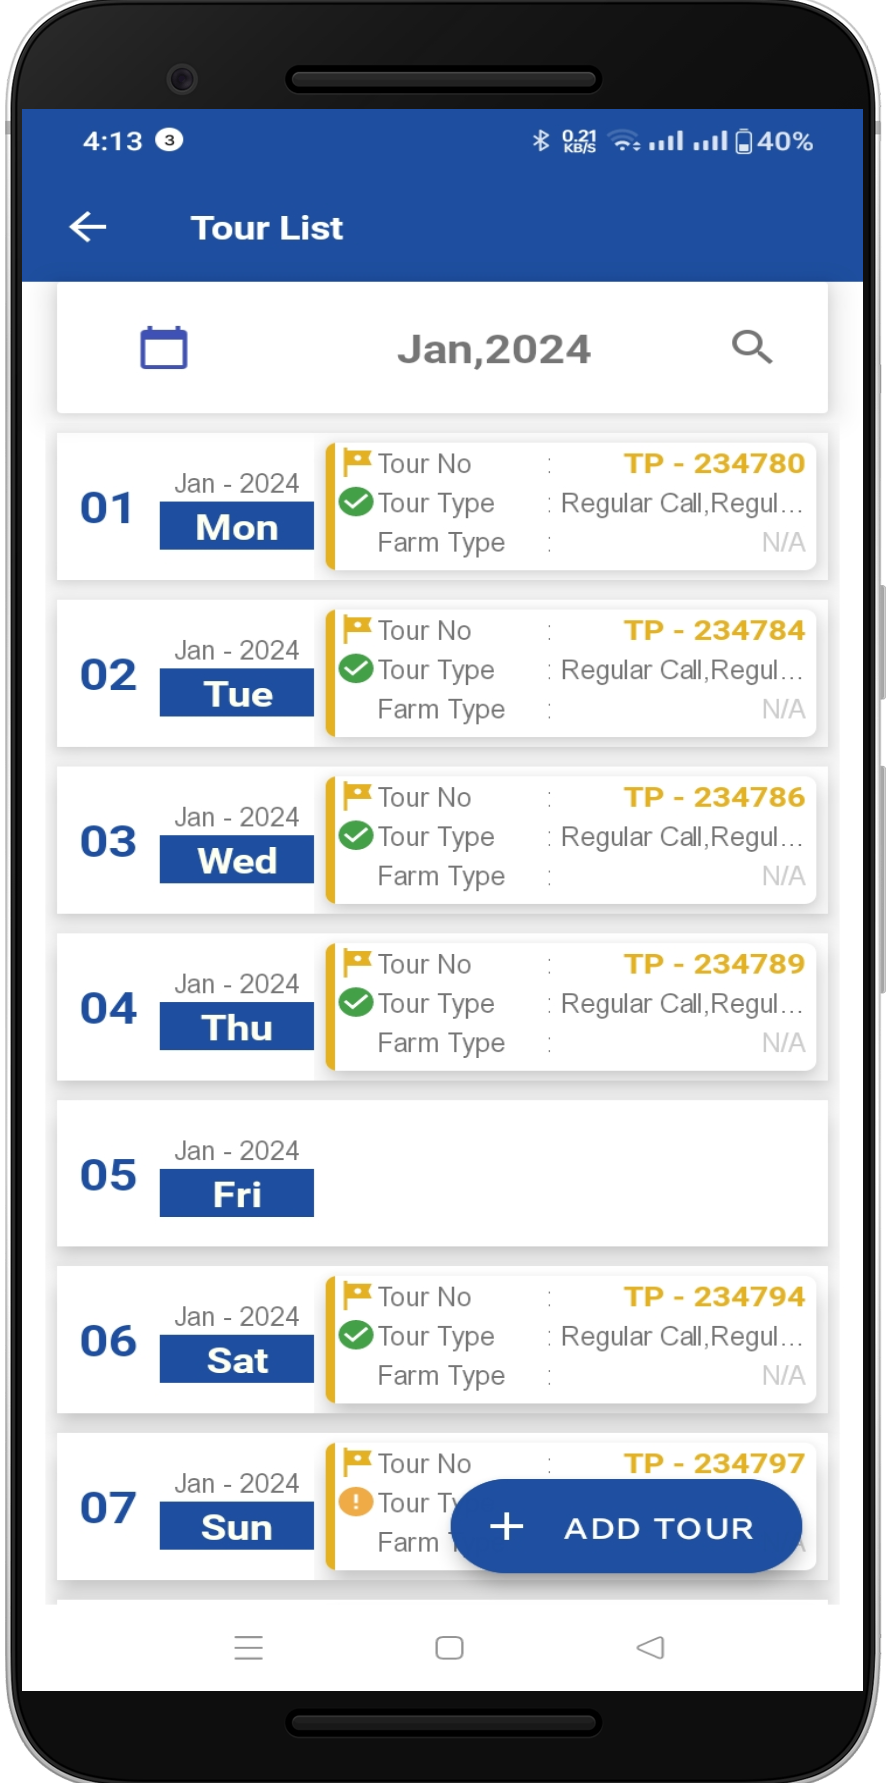 4:13 3 0.21 KB/S 40%
Tour List
Jan,2024
01 Jan - 2024 Mon
Tour No : TP - 234780
Tour Type : Regular Call,Regul...
Farm Type : N/A
02 Jan - 2024 Tue
Tour No : TP - 234784
Tour Type : Regular Call,Regul...
Farm Type : N/A
03 Jan - 2024 Wed
Tour No : TP - 234786
Tour Type : Regular Call,Regul...
Farm Type : N/A
04 Jan - 2024 Thu
Tour No : TP - 234789
Tour Type : Regular Call,Regul...
Farm Type : N/A
05 Jan - 2024 Fri
06 Jan - 2024 Sat
Tour No : TP - 234794
Tour Type : Regular Call,Regul...
Farm Type : N/A
07 Jan - 2024 Sun
Tour No : TP - 234797
Tour
Farm
+ ADD TOUR